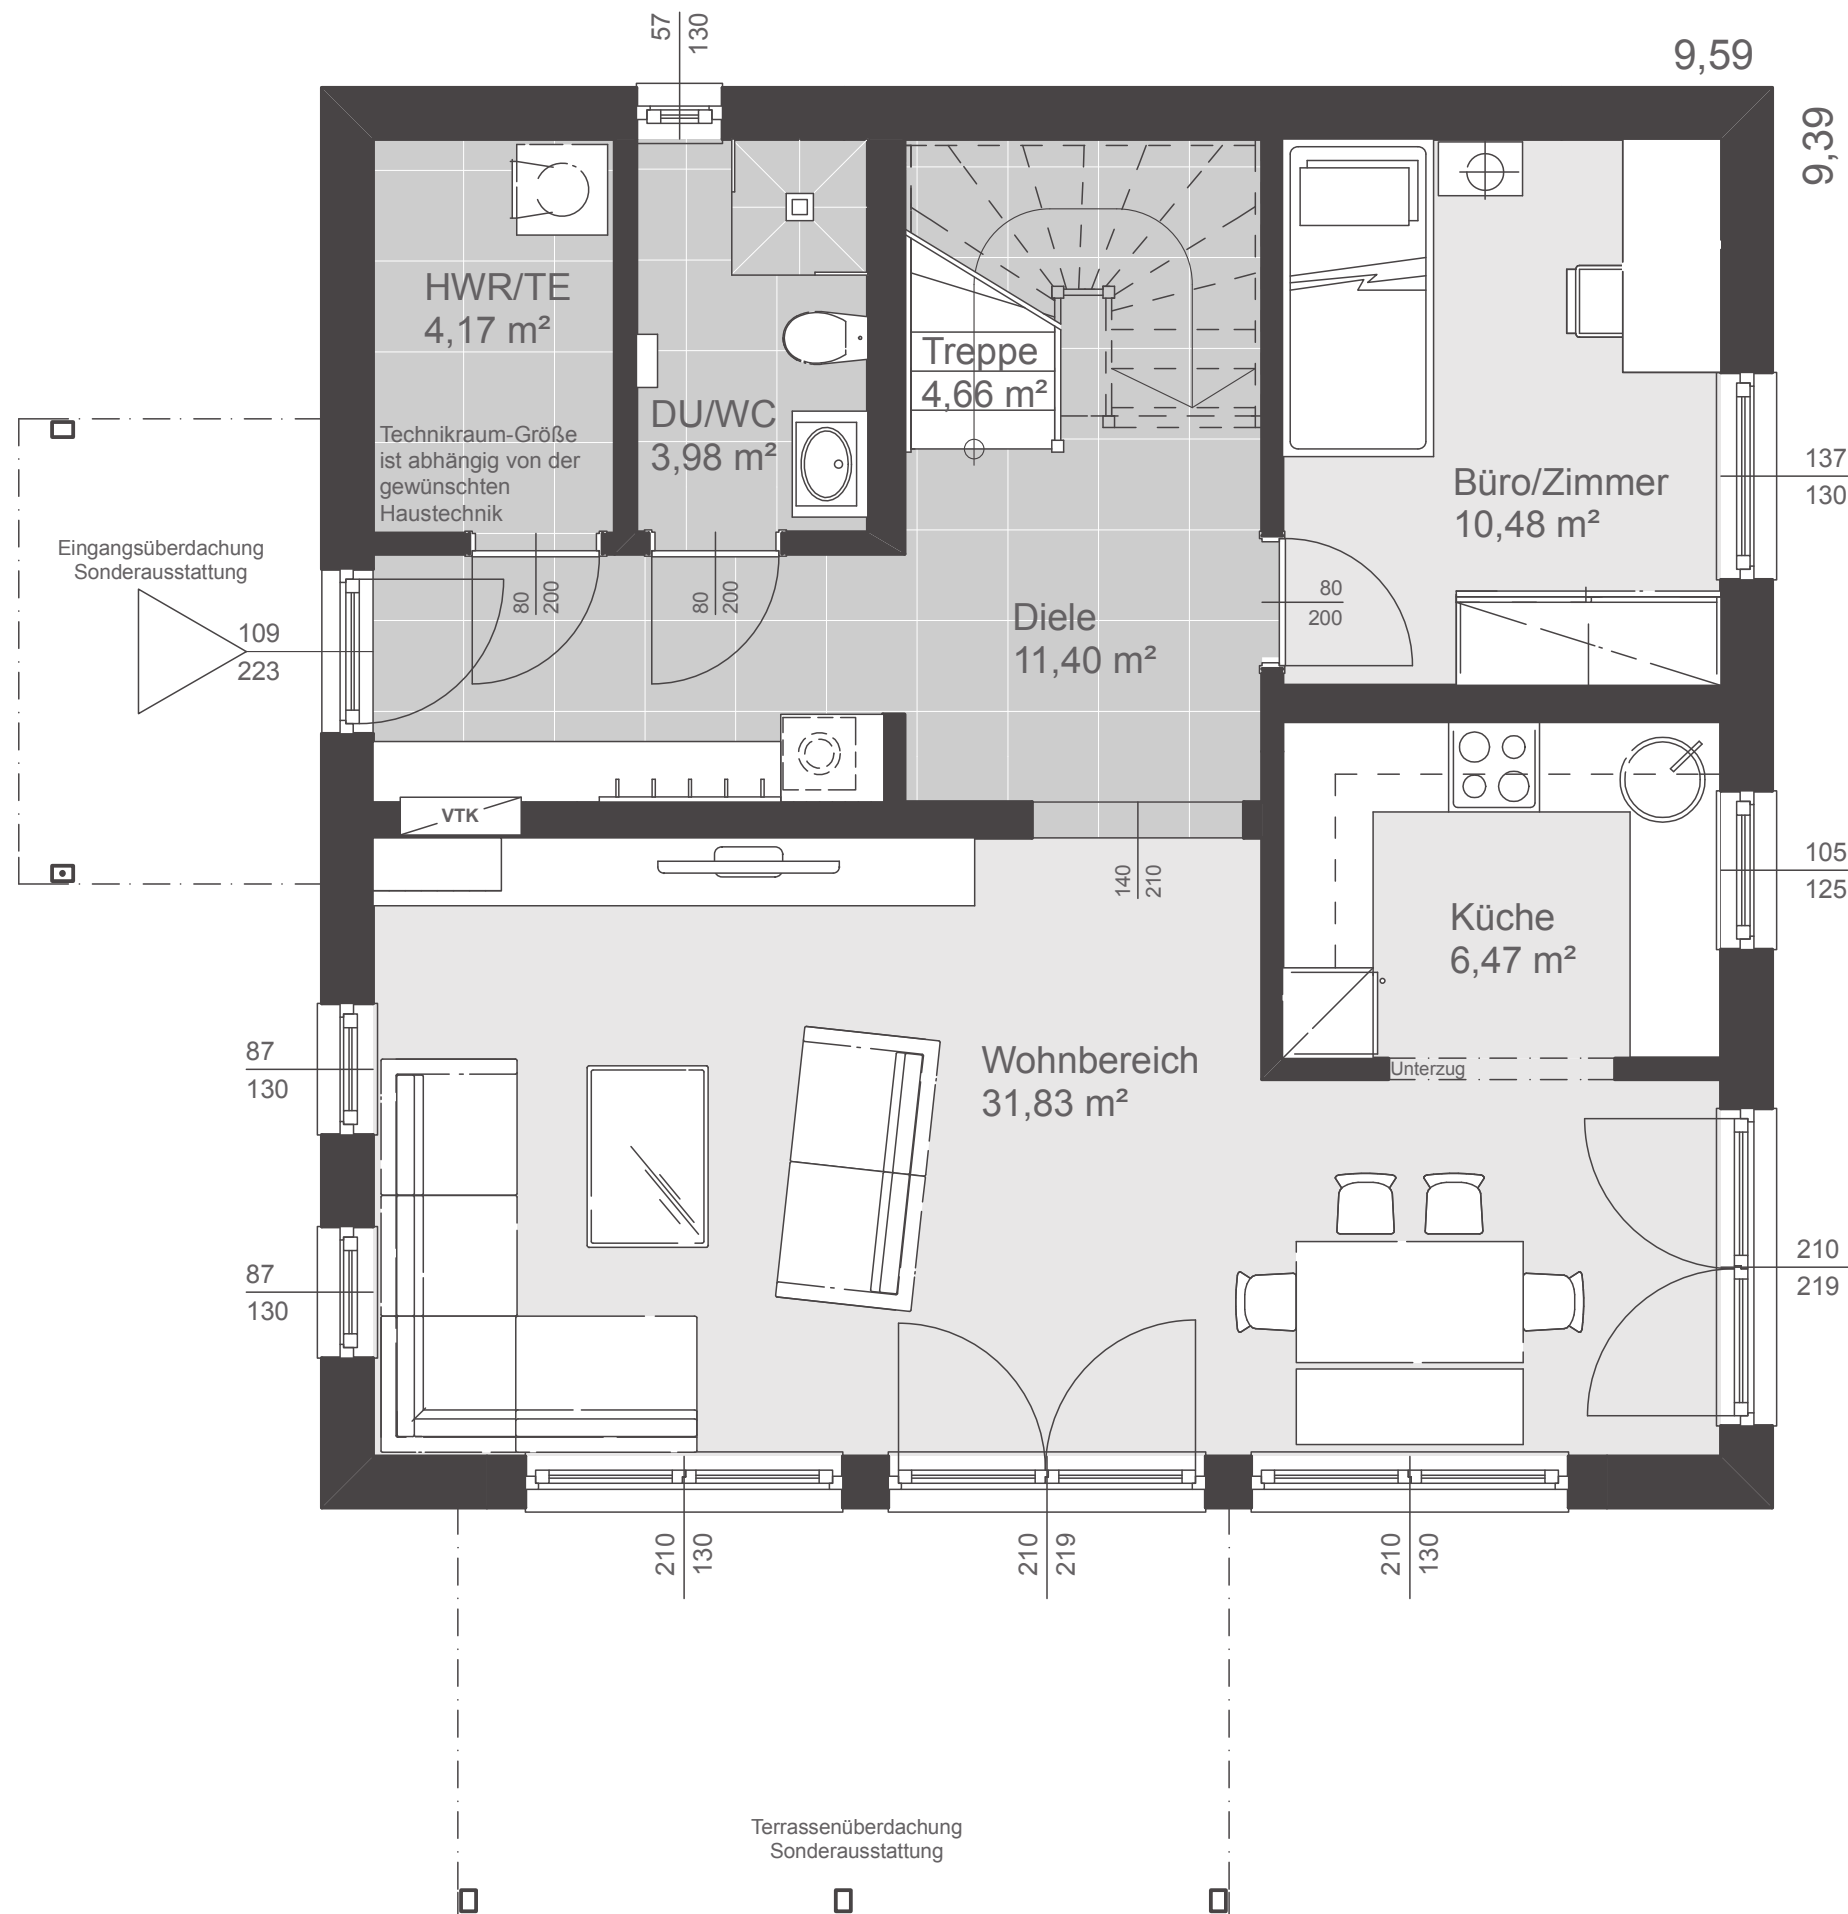 57
130
9,59
9,39
HWR/TE
4,17 m²
Technikraum-Größe
ist abhängig von der
gewünschten
Haustechnik
DU/WC
3,98 m²
Treppe
4,66 m²
Büro/Zimmer
10,48 m²
137
130
Eingangsüberdachung
Sonderausstattung
109
223
80
200
80
200
Diele
11,40 m²
80
200
VTK
140
210
Küche
6,47 m²
105
125
Unterzug
87
130
Wohnbereich
31,83 m²
87
130
210
219
210
130
210
219
210
130
Terrassenüberdachung
Sonderausstattung